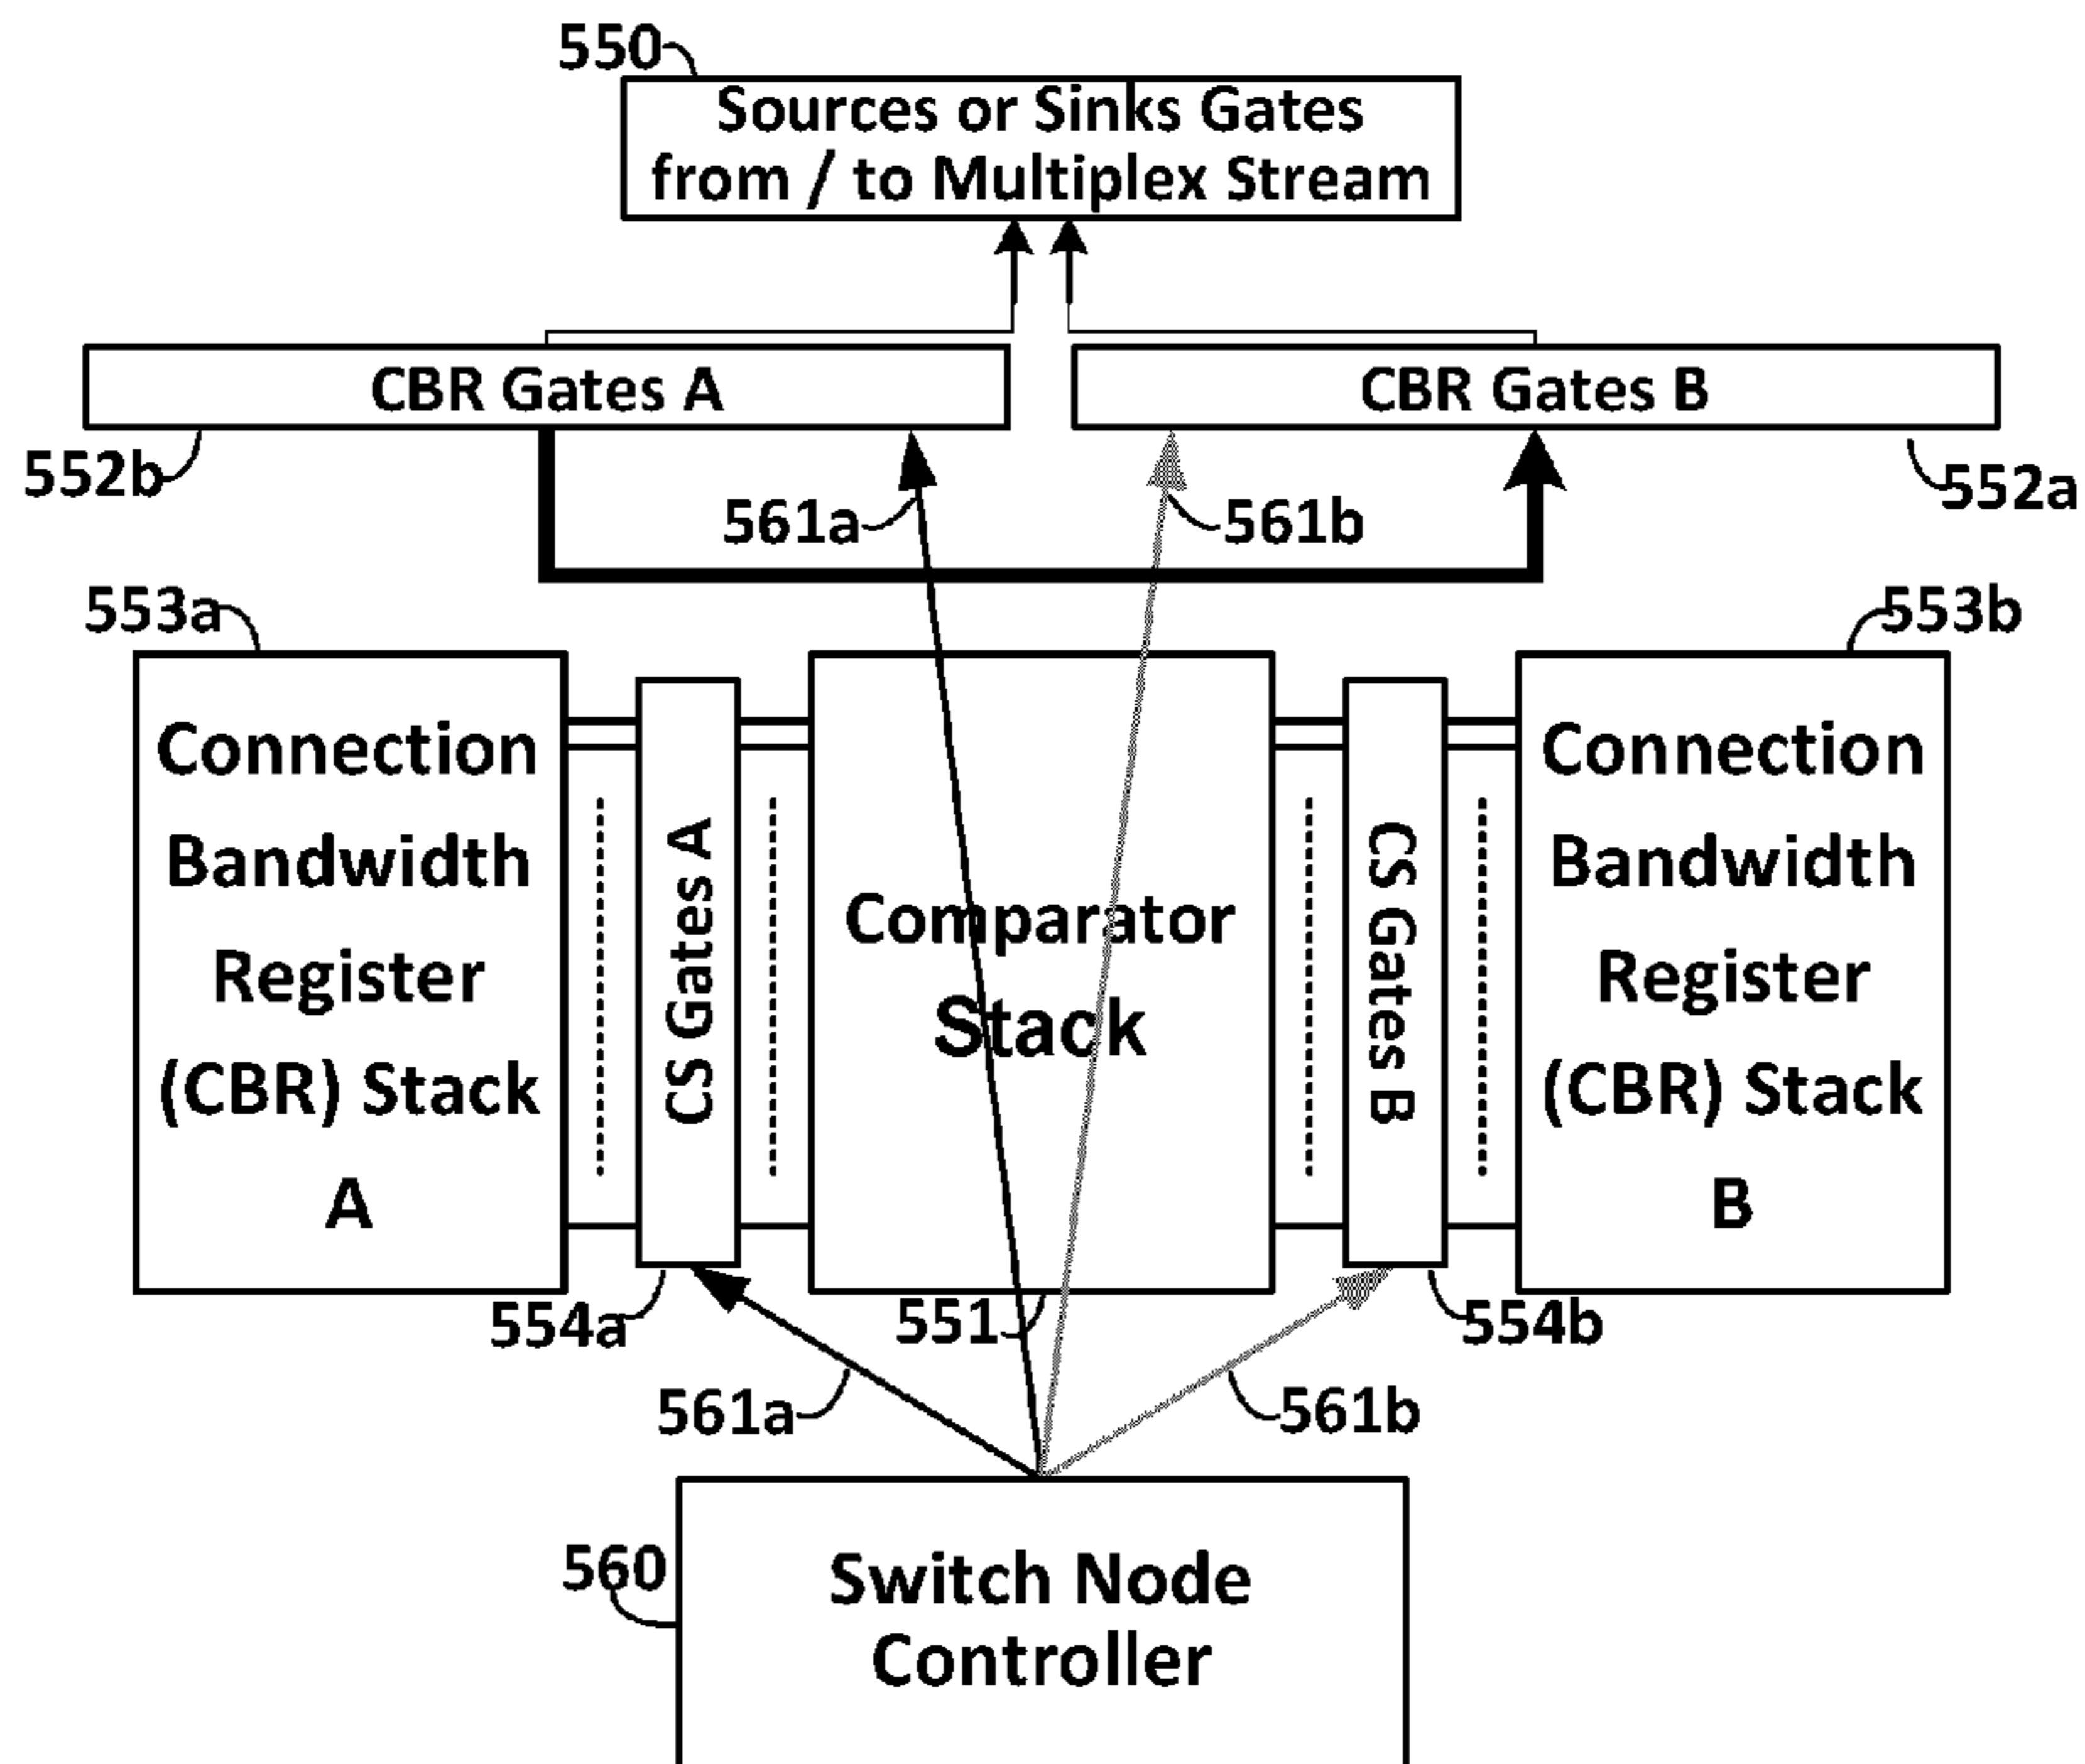 550
Sources or Sinks Gates
from / to Multiplex Stream
CBR Gates A
CBR Gates B
552b
552a
561a
561b
553a
553b
Connection
Bandwidth
Register
(CBR) Stack
A
CS Gates A
Comparator
Stack
CS Gates B
Connection
Bandwidth
Register
(CBR) Stack
B
554a
551
554b
561a
561b
560
Switch Node
Controller